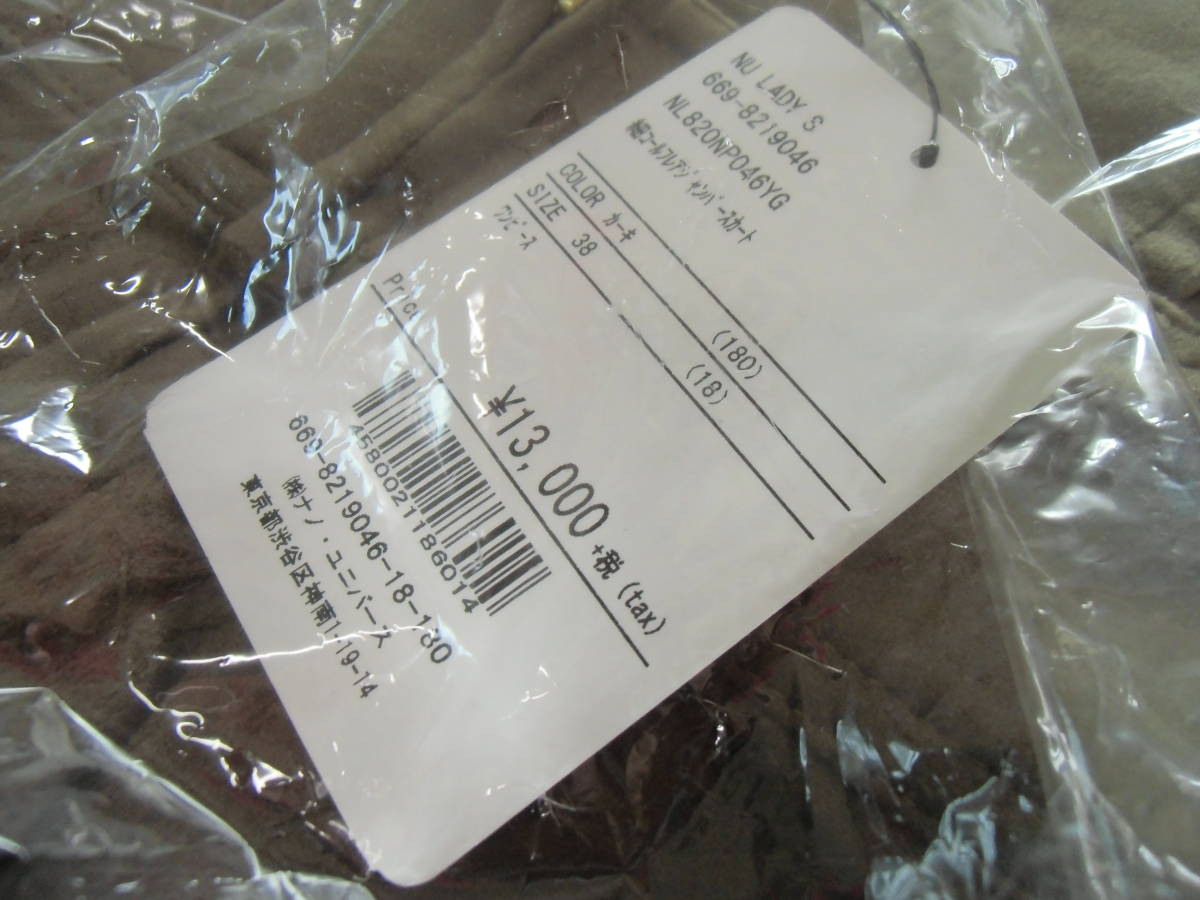 NU LADY S
669-8219046
NL820NP046YG
細コールフレアジャンパースカート
COLOR カーキ (180)
SIZE 38 (18)
ワンピース
Price
¥13,000 +税(tax)
4580021186014
669-8219046-18-180
㈱ナノ・ユニバース
東京都渋谷区神南1-19-14